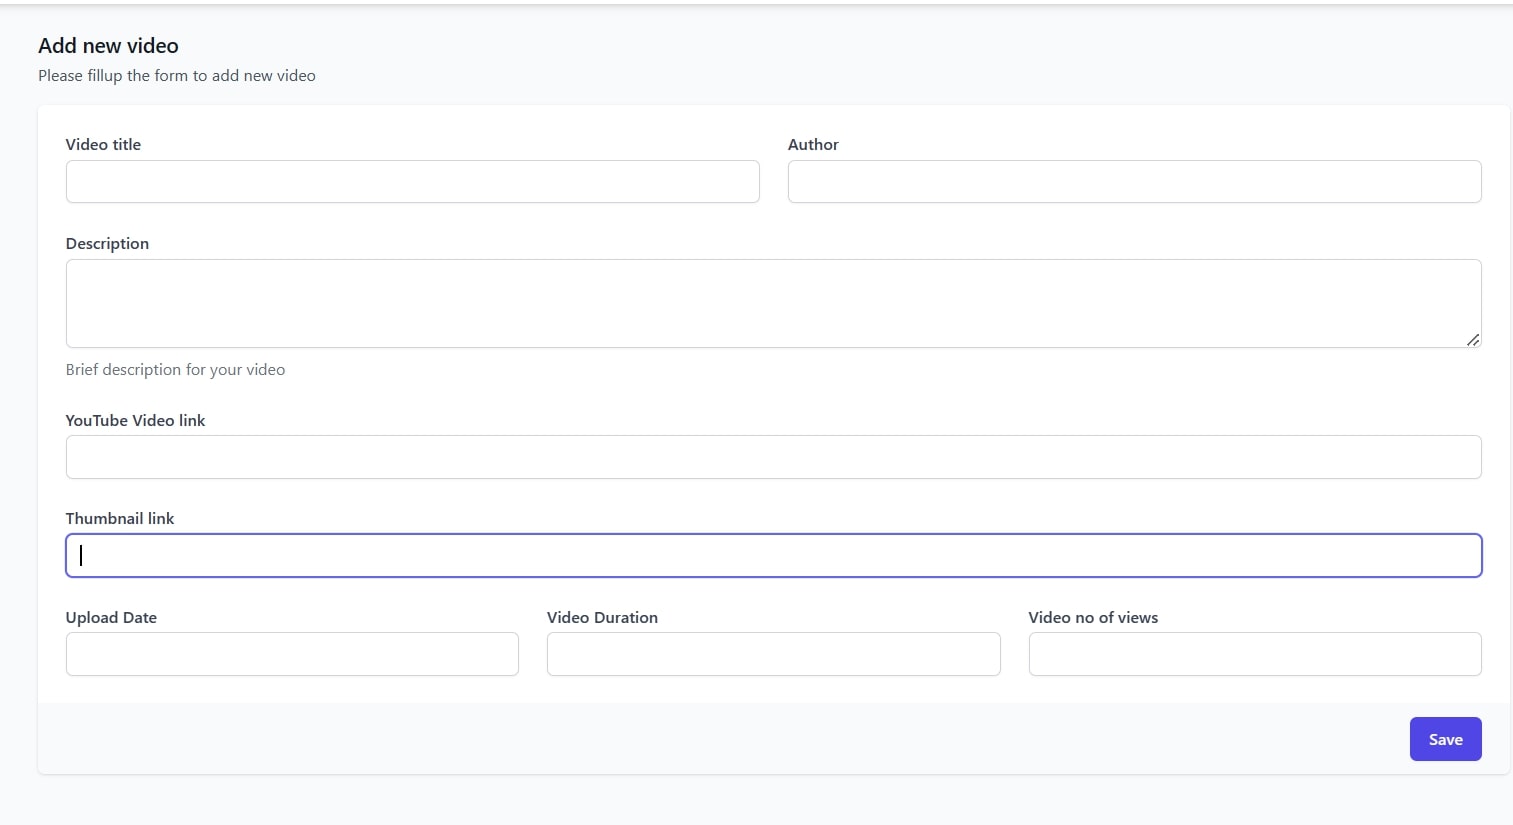 Add new video
Please fillup the form to add new video
Video title
Author
Description
Brief description for your video
YouTube Video link
Thumbnail link
Upload Date
Video Duration
Video no of views
Save